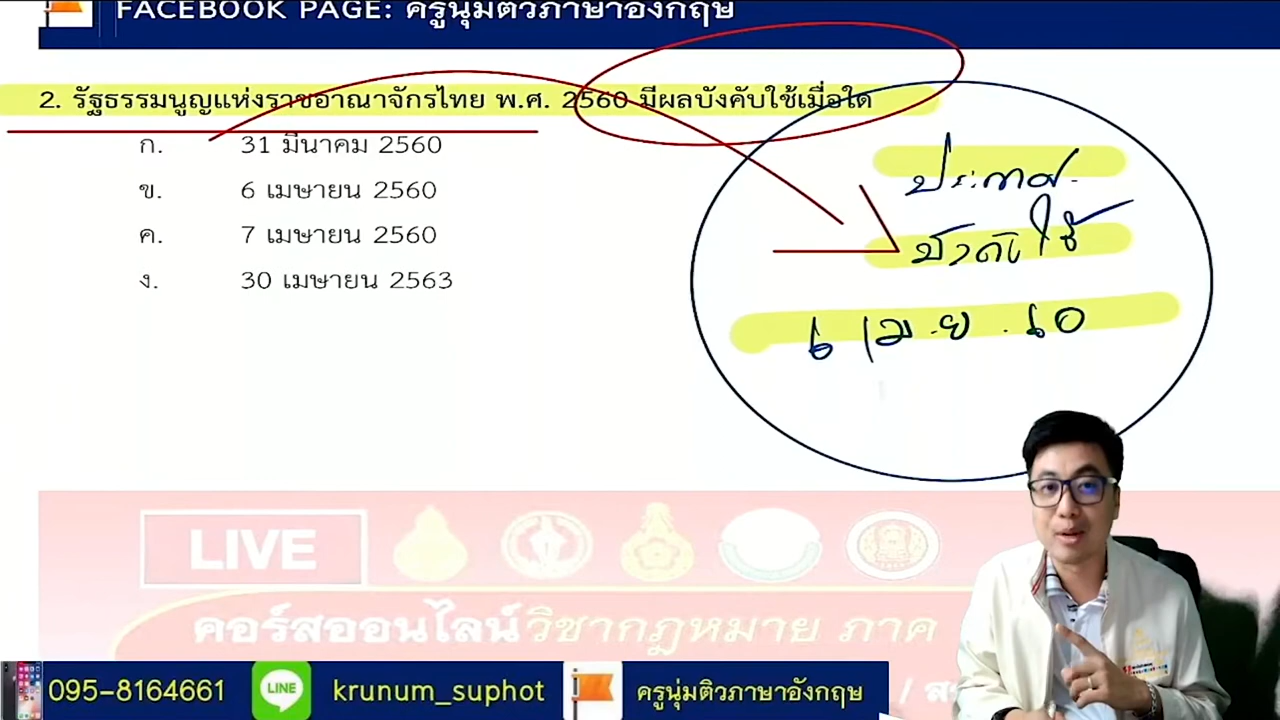 FACEBOOK PAGE: ครูนุ่มติวภาษาอังกฤษ
2. รัฐธรรมนูญแห่งราชอาณาจักรไทย พ.ศ. 2560 มีผลบังคับใช้เมื่อใด
ก. 31 มีนาคม 2560
ข. 6 เมษายน 2560
ค. 7 เมษายน 2560
ง. 30 เมษายน 2563
ประกาศ
บังคับใช้
6 เม.ย. 60
LIVE
คอร์สออนไลน์วิชากฎหมาย ภาค
095-8164661 LINE krunum_suphot ครูนุ่มติวภาษาอังกฤษ